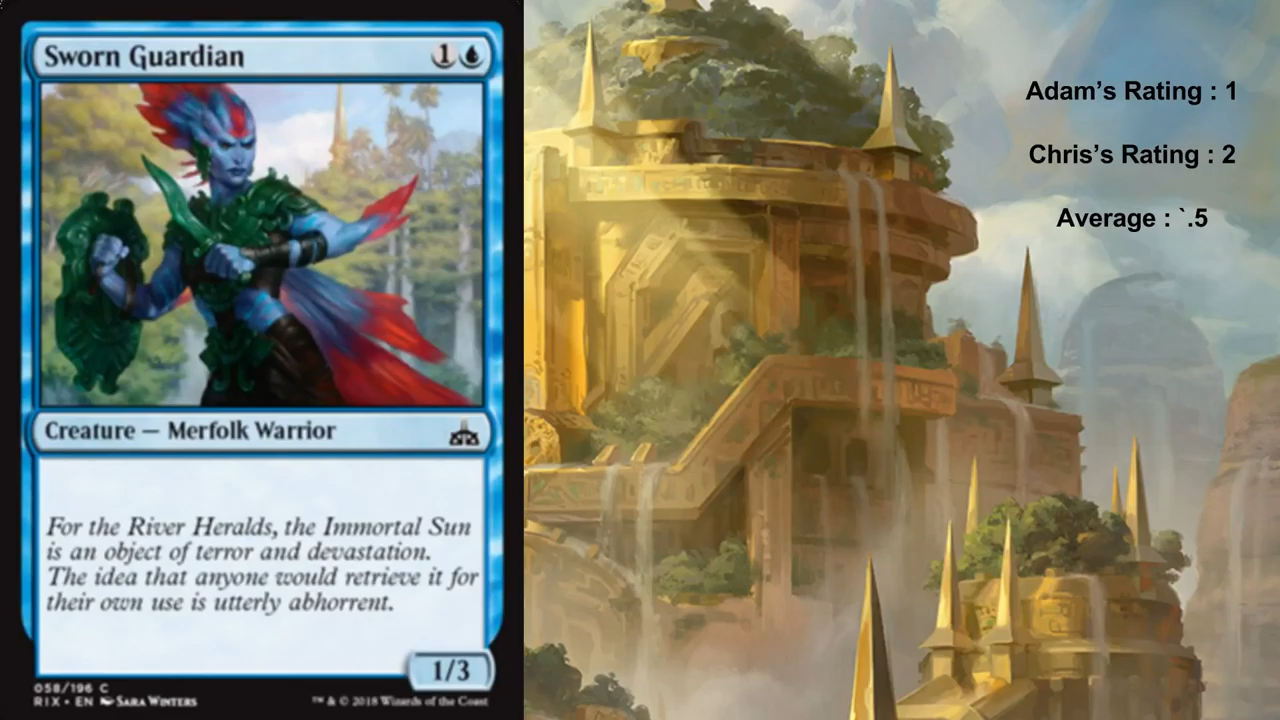 Sworn Guardian 1
Creature — Merfolk Warrior
For the River Heralds, the Immortal Sun
is an object of terror and devastation.
The idea that anyone would retrieve it for
their own use is utterly abhorrent.
1/3
058/196 C
RIX • EN Sara Winters
™ & © 2018 Wizards of the Coast
Adam's Rating : 1
Chris's Rating : 2
Average : `.5